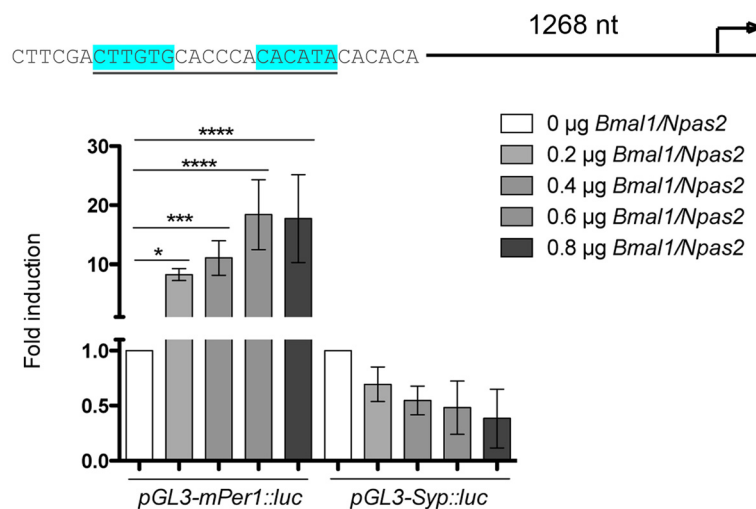 1268 nt
CTTCGACTTGTGCACCCACACATACACACA
0 µg Bmal1/Npas2
0.2 µg Bmal1/Npas2
0.4 µg Bmal1/Npas2
0.6 µg Bmal1/Npas2
0.8 µg Bmal1/Npas2
****
****
***
*
30
20
10
1.0
0.5
0.0
Fold induction
pGL3-mPer1::luc
pGL3-Syp::luc